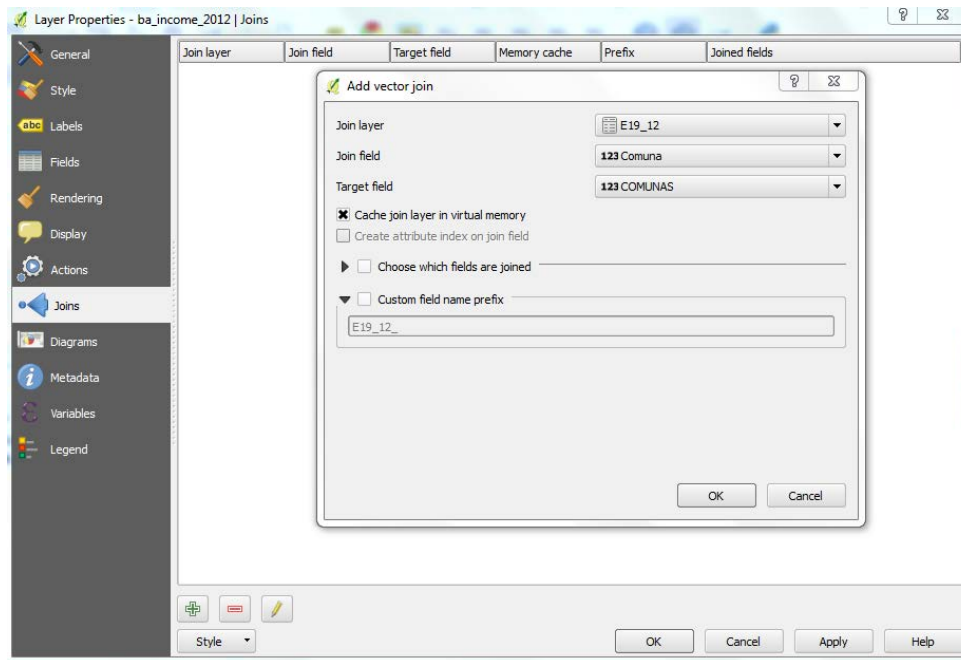 Layer Properties - ba_income_2012 | Joins
General
Style
abc Labels
Fields
Rendering
Display
Actions
Joins
Diagrams
Metadata
Variables
Legend
Join layer Join field Target field Memory cache Prefix Joined fields
Add vector join
Join layer E19_12
Join field 123 Comuna
Target field 123 COMUNAS
Cache join layer in virtual memory
Create attribute index on join field
Choose which fields are joined
Custom field name prefix
E19_12_
OK Cancel
Style OK Cancel Apply Help